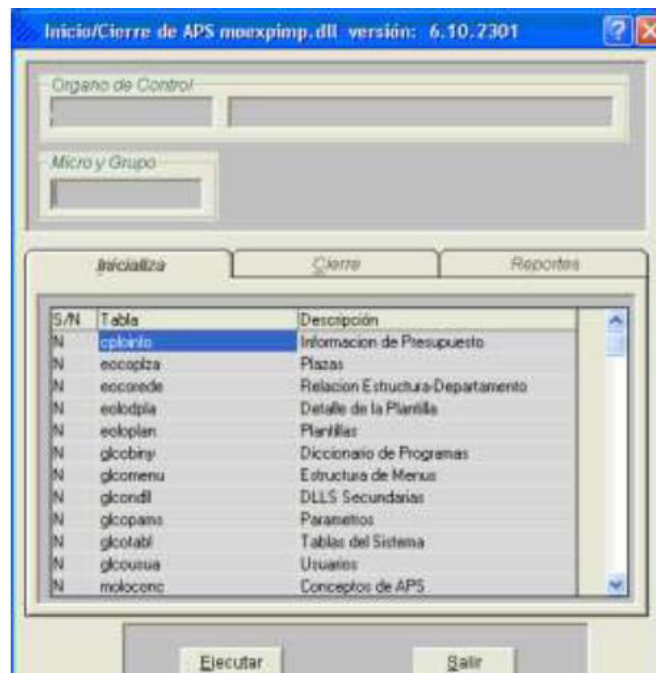 Inicio/Cierre de APS moexpimp.dll versión: 6.10.2301
Organo de Control
Micro y Grupo
Inicializa Cierre Reportes
S/N Tabla Descripción
N cploinfo Informacion de Presupuesto
N eocoplza Plazas
N eocorede Relacion Estructura-Departamento
N eolodpla Detalle de la Plantilla
N eoloplan Plantillas
N glcobiny Diccionario de Programas
N glcomenu Estructura de Menus
N glcondll DLLS Secundarias
N glcopams Parametros
N glcotabl Tablas del Sistema
N glcousua Usuarios
N moloconc Conceptos de APS
Ejecutar Salir